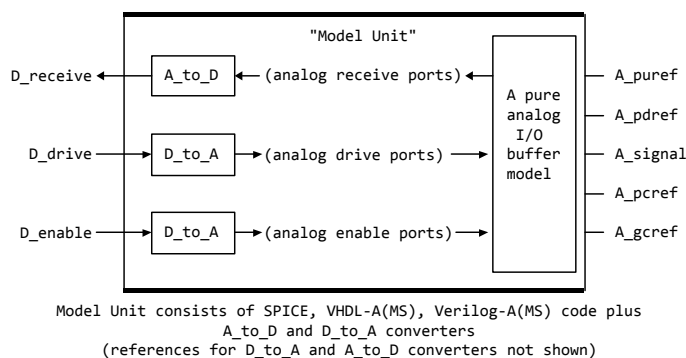 "Model Unit"
D_receive A_to_D (analog receive ports) A_puref
A pure
analog
I/O
buffer
model
A_pdref
D_drive D_to_A (analog drive ports) A_signal
A_pcref
D_enable D_to_A (analog enable ports) A_gcref
Model Unit consists of SPICE, VHDL-A(MS), Verilog-A(MS) code plus
A_to_D and D_to_A converters
(references for D_to_A and A_to_D converters not shown)